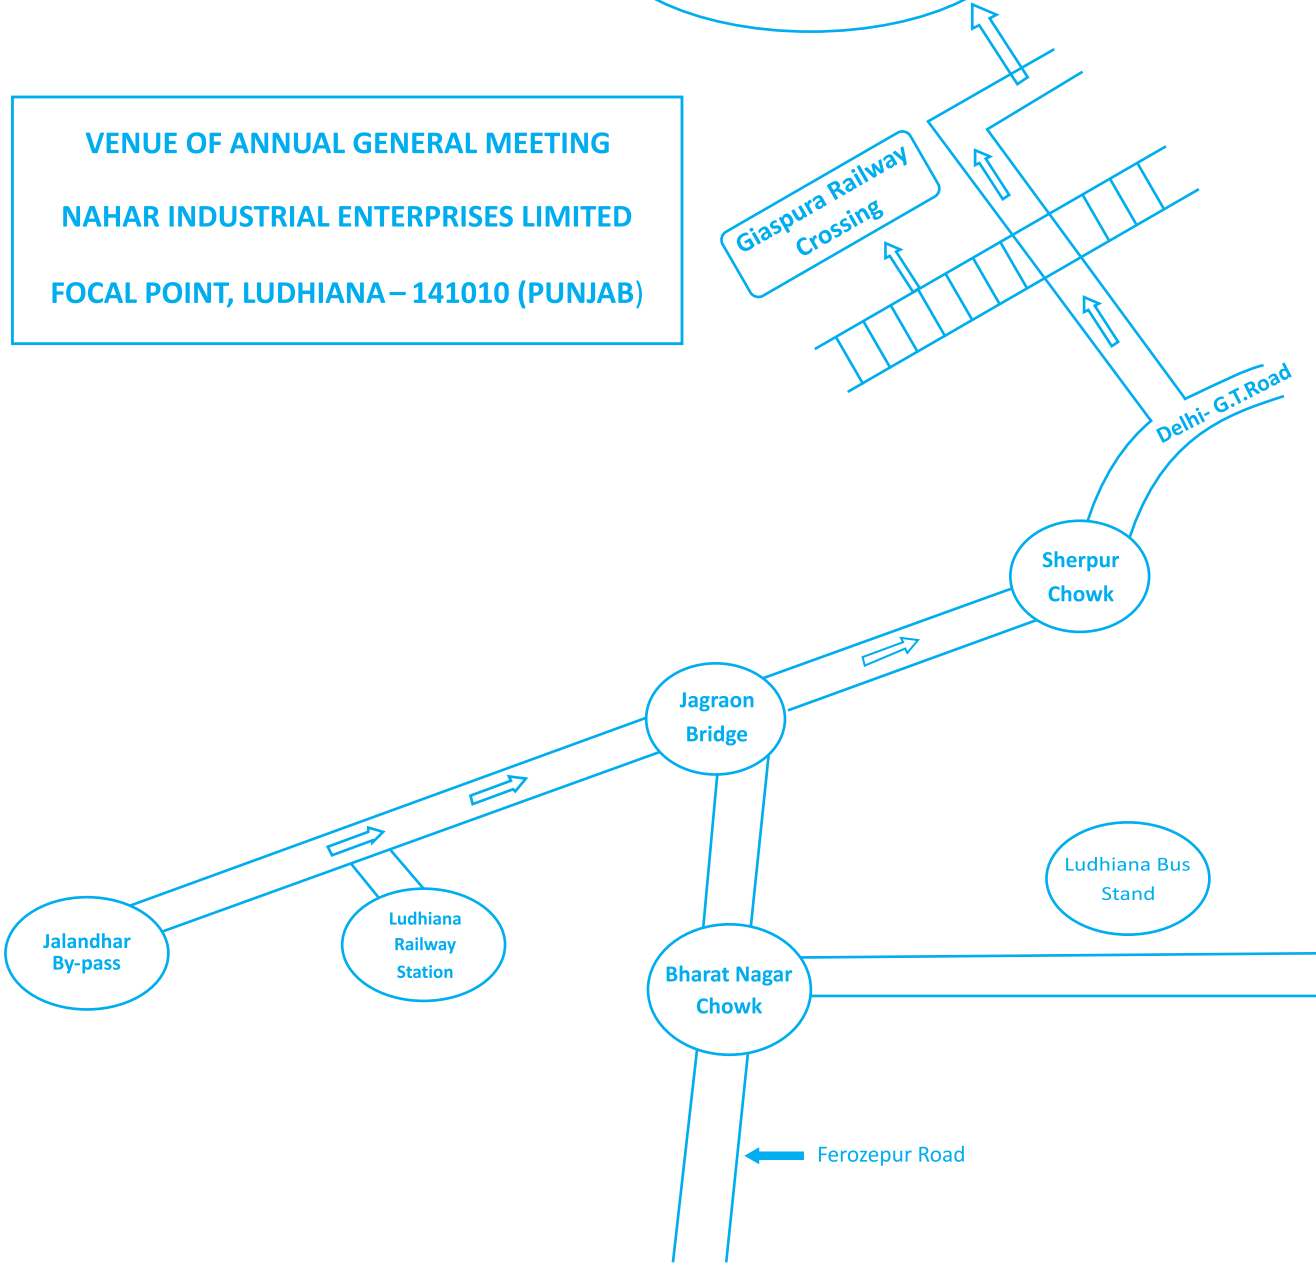 VENUE OF ANNUAL GENERAL MEETING
NAHAR INDUSTRIAL ENTERPRISES LIMITED
FOCAL POINT, LUDHIANA – 141010 (PUNJAB)
Giaspura Railway
Crossing
Delhi- G.T.Road
Sherpur
Chowk
Jagraon
Bridge
Ludhiana Bus
Stand
Jalandhar
By-pass
Ludhiana
Railway
Station
Bharat Nagar
Chowk
Ferozepur Road